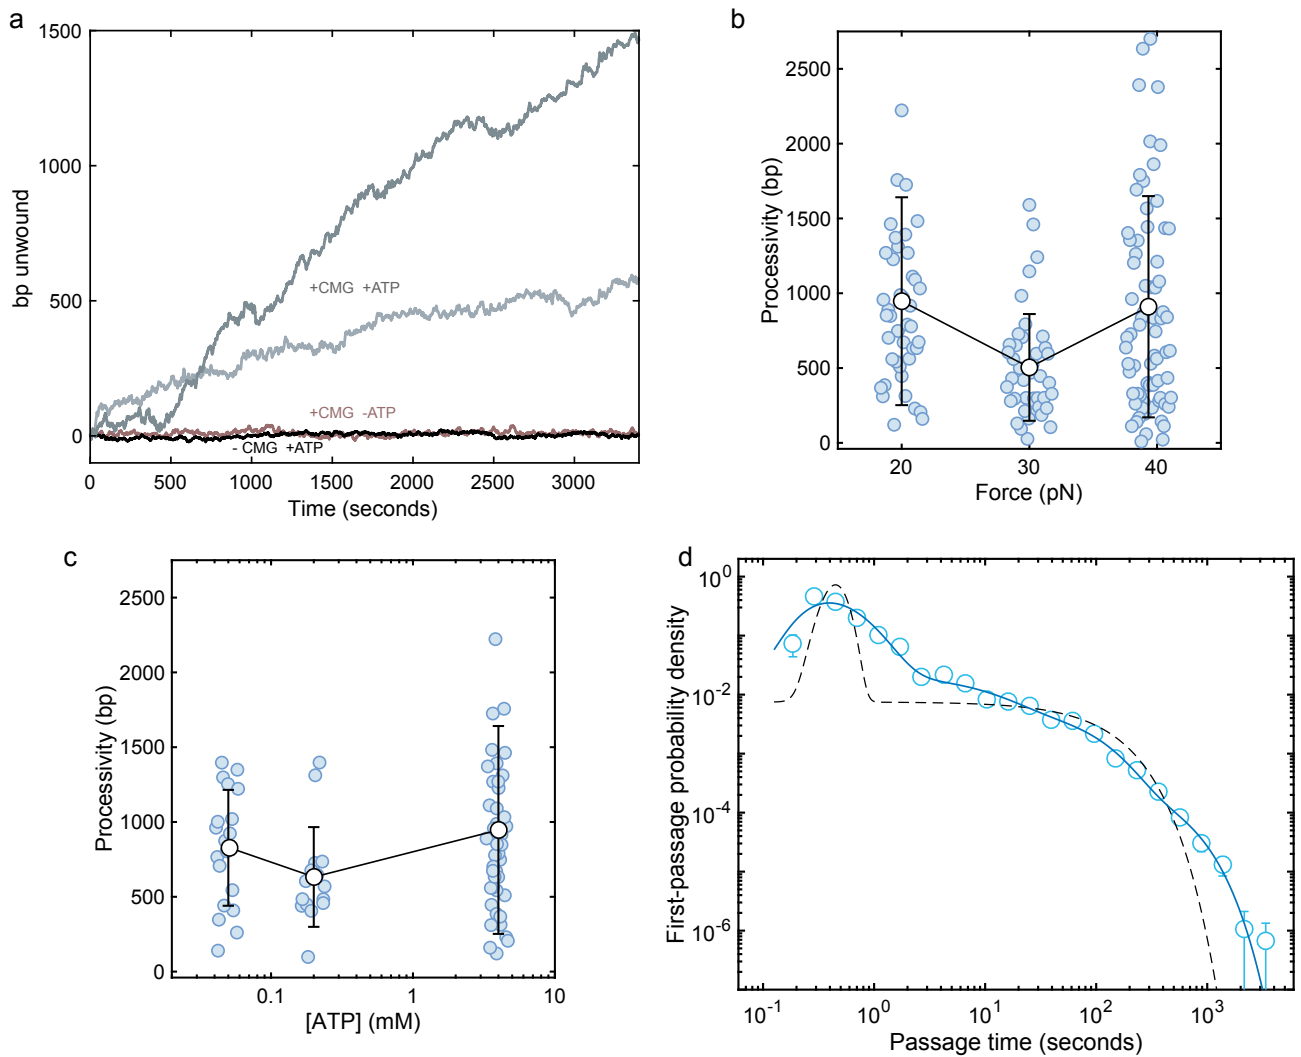 a
1500
1000
500
0
bp unwound
+CMG +ATP
+CMG -ATP
- CMG +ATP
0 500 1000 1500 2000 2500 3000
Time (seconds)
b
2500
2000
1500
1000
500
0
Processivity (bp)
20 30 40
Force (pN)
c
2500
2000
1500
1000
500
0
Processivity (bp)
0.1 1 10
[ATP] (mM)
d
10^0
10^-2
10^-4
10^-6
First-passage probability density
10^-1 10^0 10^1 10^2 10^3
Passage time (seconds)